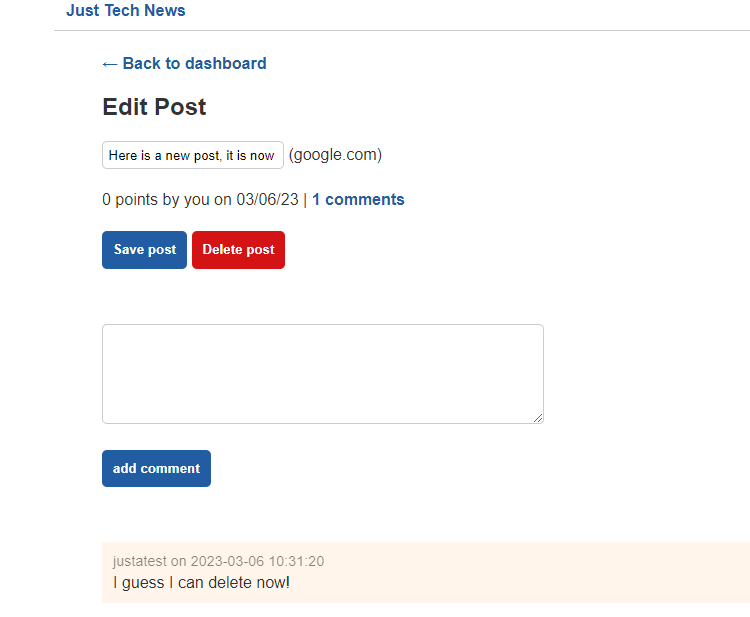 Just Tech News
← Back to dashboard
Edit Post
Here is a new post, it is now (google.com)
0 points by you on 03/06/23 | 1 comments
Save post Delete post
add comment
justatest on 2023-03-06 10:31:20
I guess I can delete now!